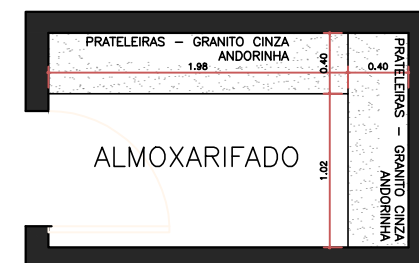 PRATELEIRAS - GRANITO CINZA
ANDORINHA
1.98
0.40
0.40
PRATELEIRAS - GRANITO CINZA
ANDORINHA
ALMOXARIFADO
1.02